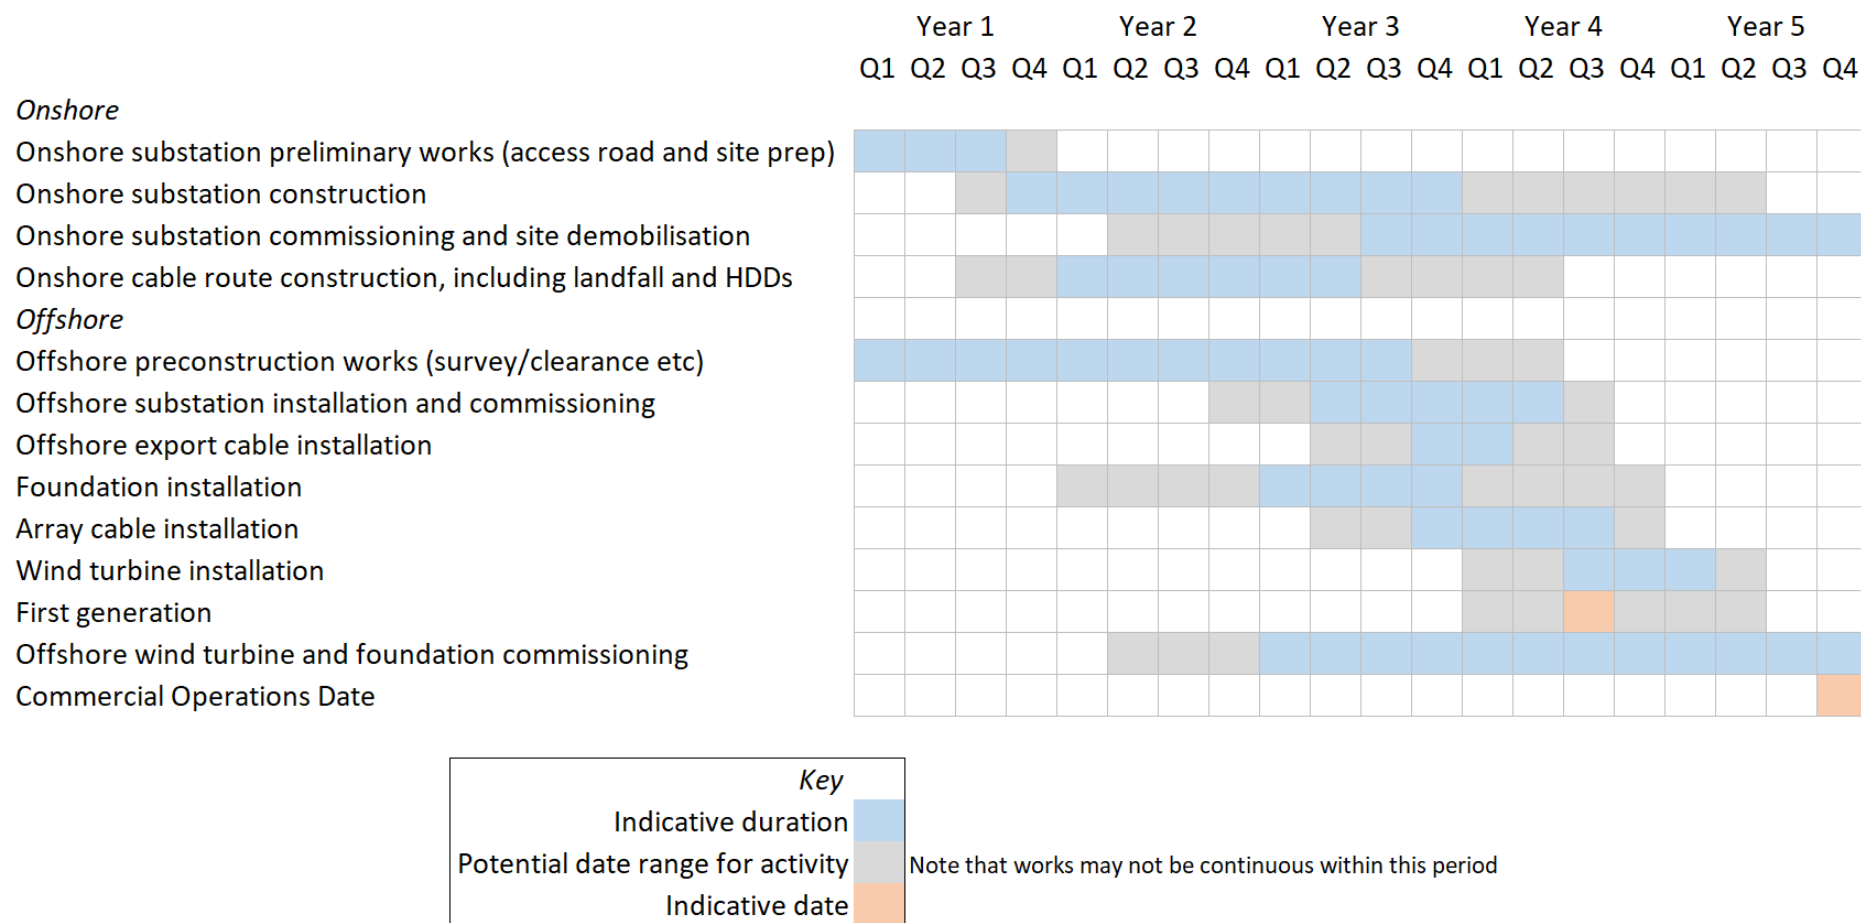 Year 1 Year 2 Year 3 Year 4 Year 5
Q1 Q2 Q3 Q4 Q1 Q2 Q3 Q4 Q1 Q2 Q3 Q4 Q1 Q2 Q3 Q4 Q1 Q2 Q3 Q4
Onshore
Onshore substation preliminary works (access road and site prep)
Onshore substation construction
Onshore substation commissioning and site demobilisation
Onshore cable route construction, including landfall and HDDs
Offshore
Offshore preconstruction works (survey/clearance etc)
Offshore substation installation and commissioning
Offshore export cable installation
Foundation installation
Array cable installation
Wind turbine installation
First generation
Offshore wind turbine and foundation commissioning
Commercial Operations Date
Key
Indicative duration
Potential date range for activity Note that works may not be continuous within this period
Indicative date